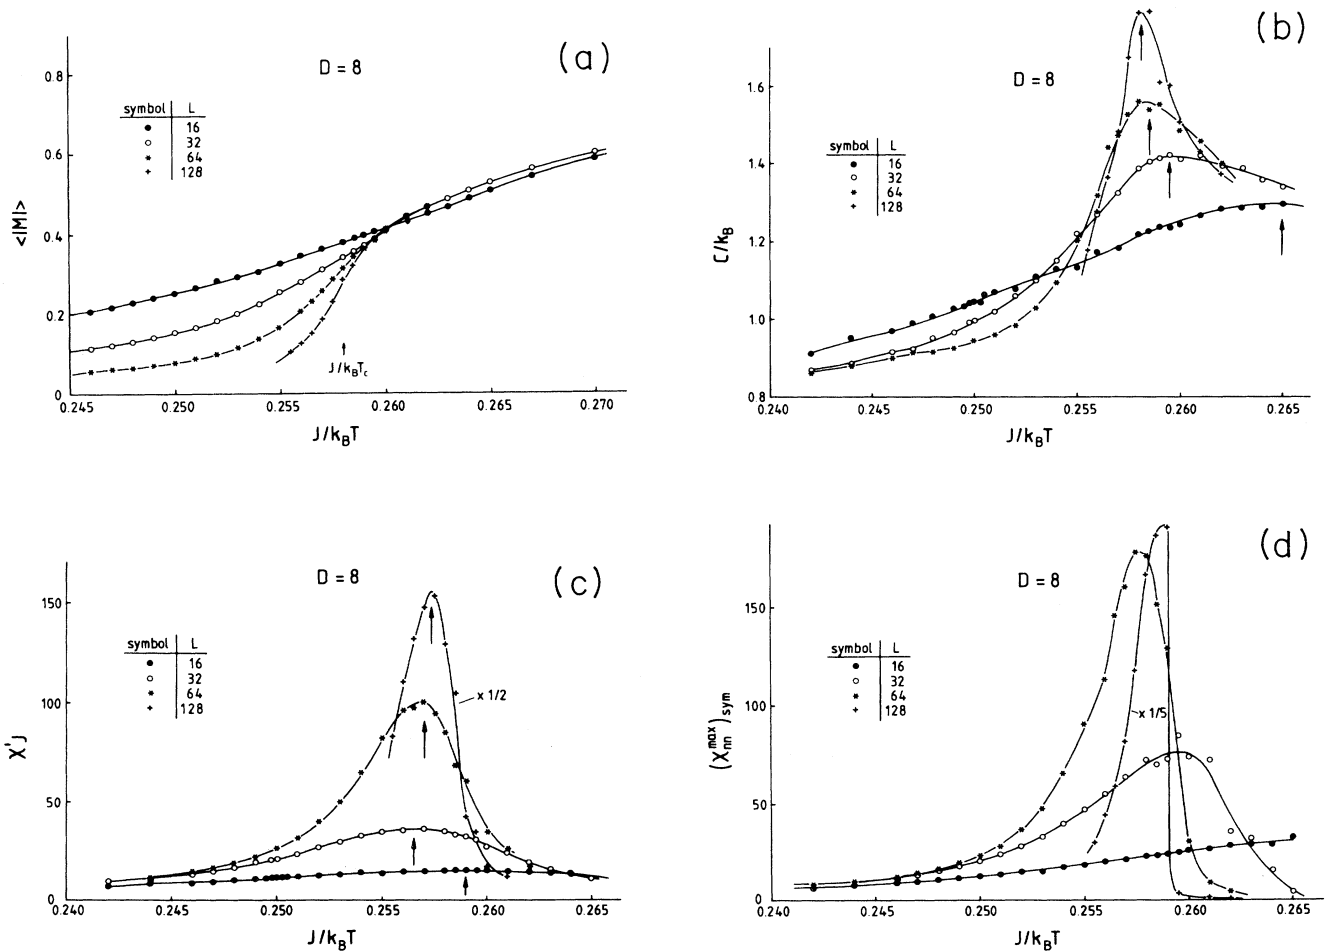 (a)
D = 8
symbol L
16
32
64
128
<|M|>
0.8
0.6
0.4
0.2
0
J/k_BT_c
0.245 0.250 0.255 0.260 0.265 0.270
J/k_BT
(b)
D = 8
symbol L
16
32
64
128
C/k_B
1.6
1.4
1.2
1.0
0.8
0.240 0.245 0.250 0.255 0.260 0.265
J/k_BT
(c)
D = 8
symbol L
16
32
64
128
x 1/2
χ'J
150
100
50
0
0.240 0.245 0.250 0.255 0.260 0.265
J/k_BT
(d)
D = 8
symbol L
16
32
64
128
x 1/5
(χ_nn^max)_sym
150
100
50
0
0.240 0.245 0.250 0.255 0.260 0.265
J/k_BT